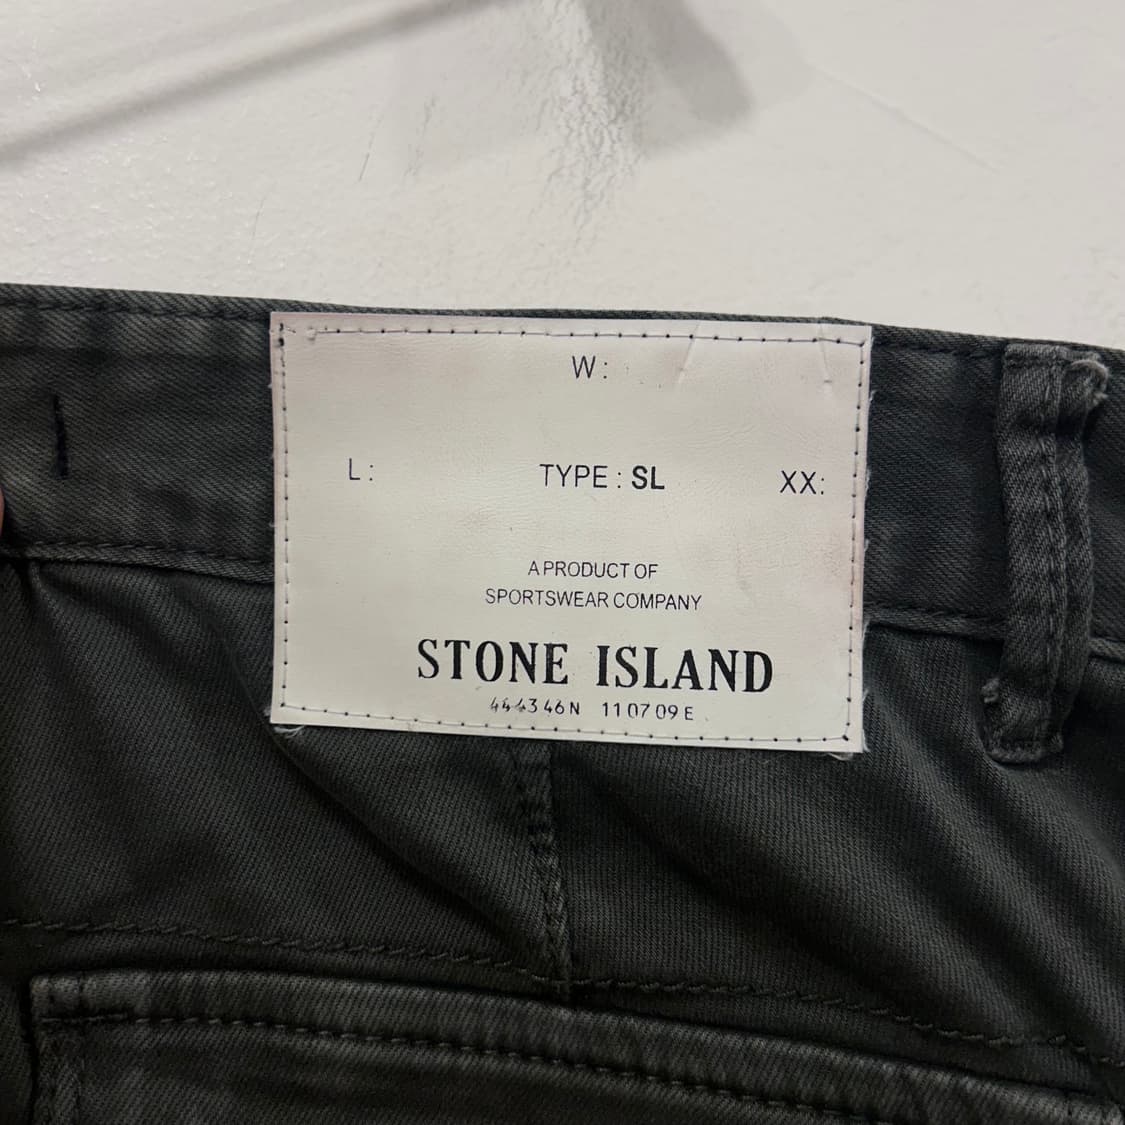 W:
L: TYPE: SL XX:
A PRODUCT OF
SPORTSWEAR COMPANY
STONE ISLAND
444346N 110709E